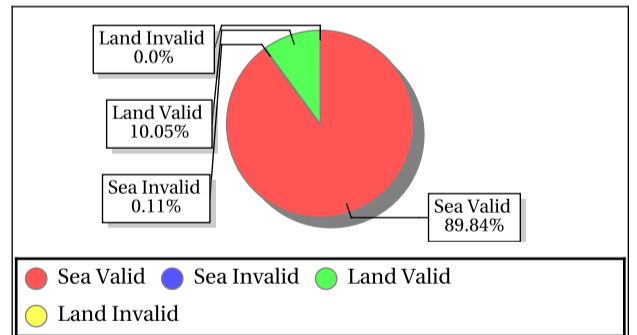 Land Invalid
0.0%
Land Valid
10.05%
Sea Invalid
0.11%
Sea Valid
89.84%
Sea Valid Sea Invalid Land Valid
Land Invalid